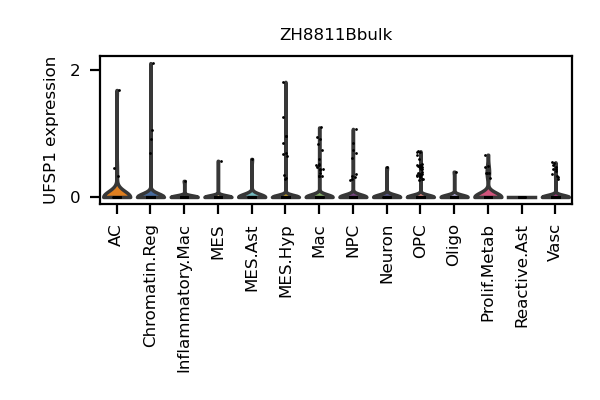 ZH8811Bbulk
UFSP1 expression
2
0
AC
Chromatin.Reg
Inflammatory.Mac
MES
MES.Ast
MES.Hyp
Mac
NPC
Neuron
OPC
Oligo
Prolif.Metab
Reactive.Ast
Vasc